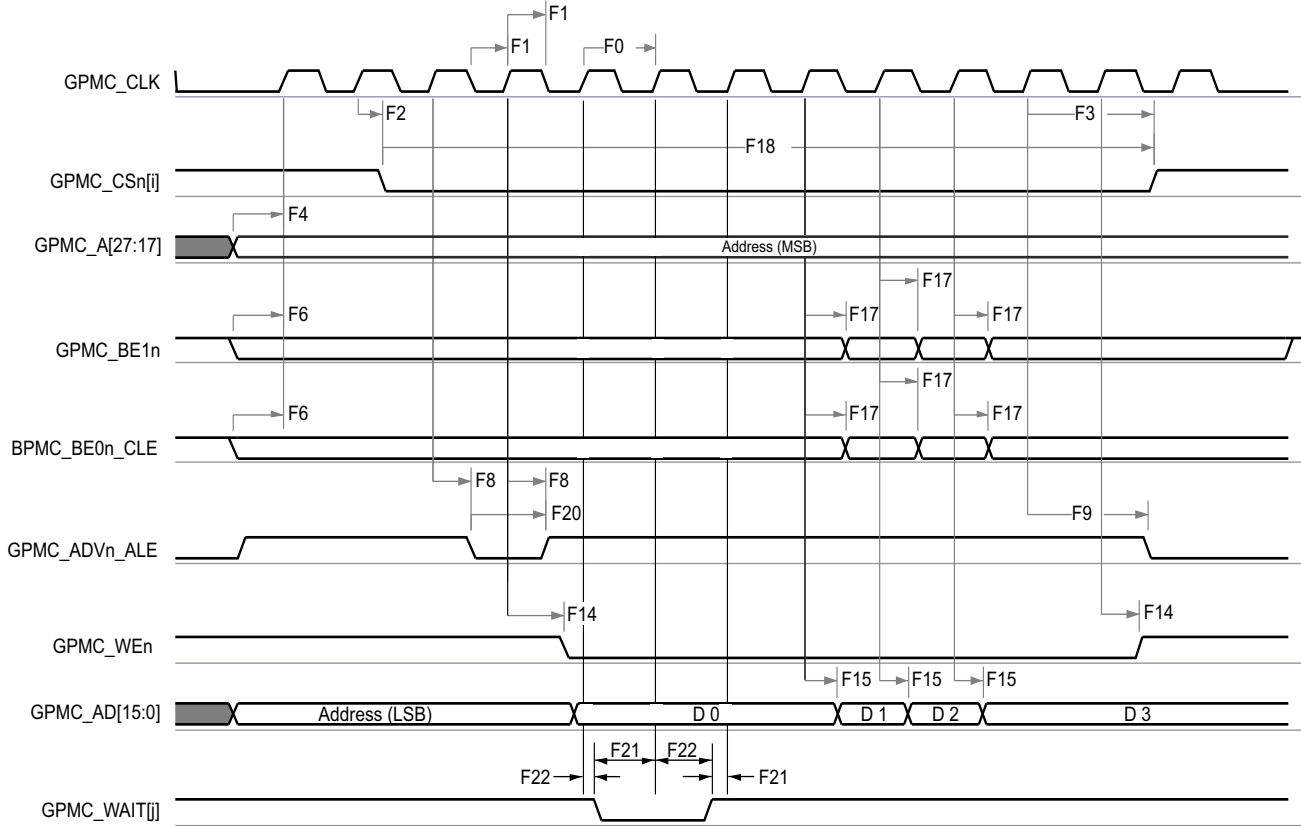 F1
F1
F0
GPMC_CLK
F2
F3
F18
GPMC_CSn[i]
F4
GPMC_A[27:17]
Address (MSB)
F17
F6
F17
F17
GPMC_BE1n
F17
F6
F17
F17
BPMC_BE0n_CLE
F8
F8
F20
F9
GPMC_ADVn_ALE
F14
F14
GPMC_WEn
F15
F15
F15
GPMC_AD[15:0]
Address (LSB)
D 0
D 1
D 2
D 3
F21
F22
F22
F21
GPMC_WAIT[j]